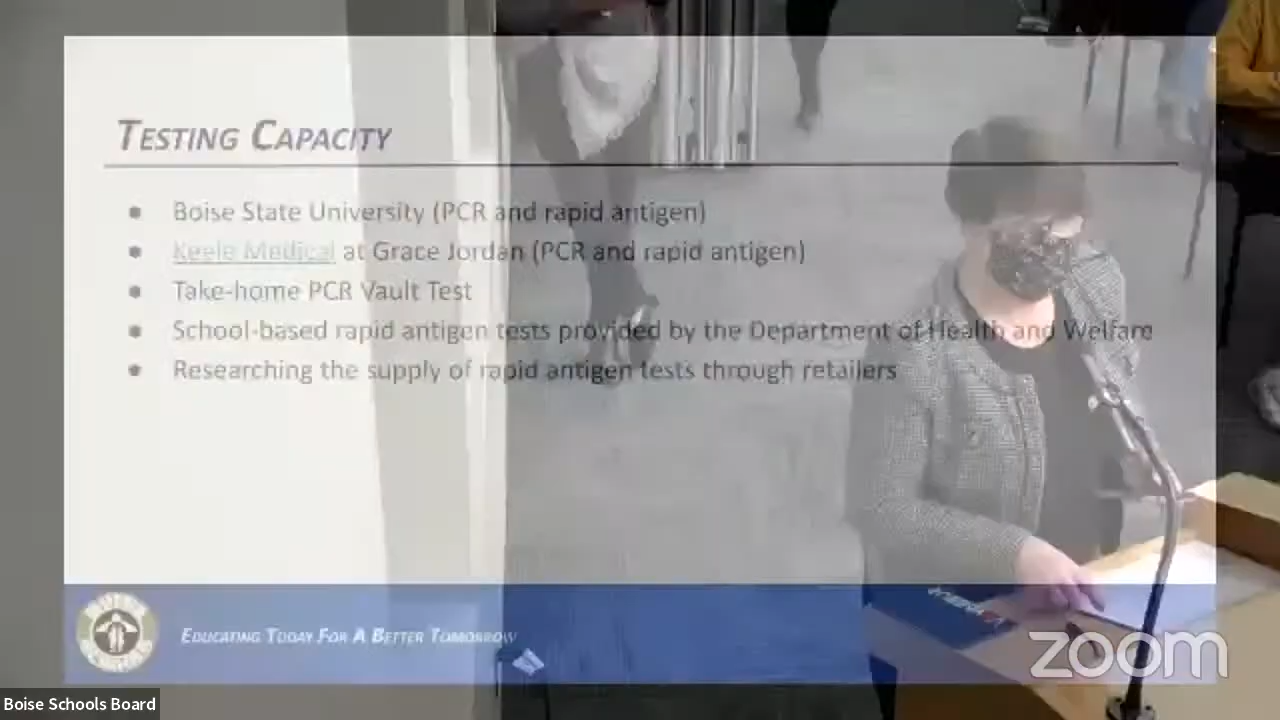 TESTING CAPACITY
● Boise State University (PCR and rapid antigen)
● Keele Medical at Grace Jordan (PCR and rapid antigen)
● Take-home PCR Vault Test
● School-based rapid antigen tests provided by the Department of Health and Welfare
● Researching the supply of rapid antigen tests through retailers
EDUCATING TODAY FOR A BETTER TOMORROW
zoom
Boise Schools Board